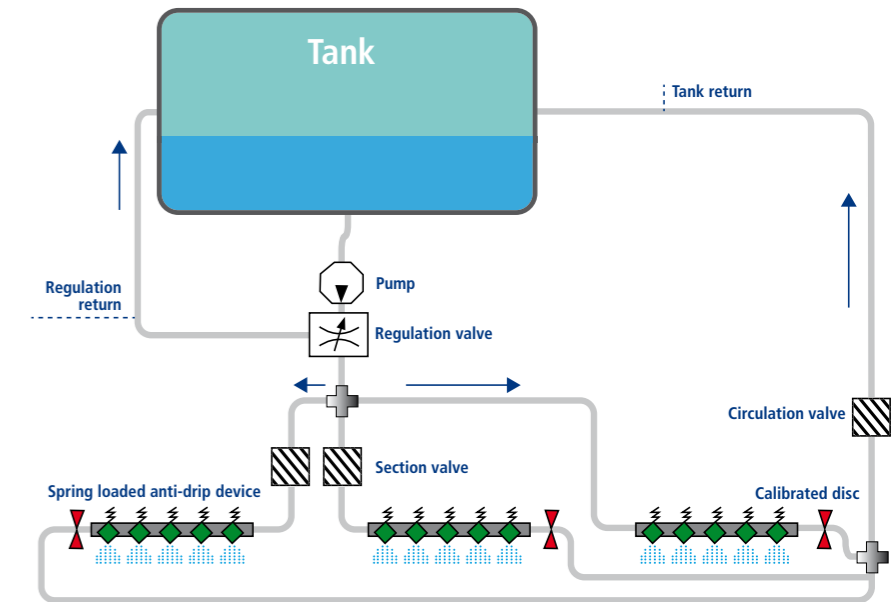 Tank
Tank return
Regulation
return
Pump
Regulation valve
Circulation valve
Section valve
Spring loaded anti-drip device
Calibrated disc